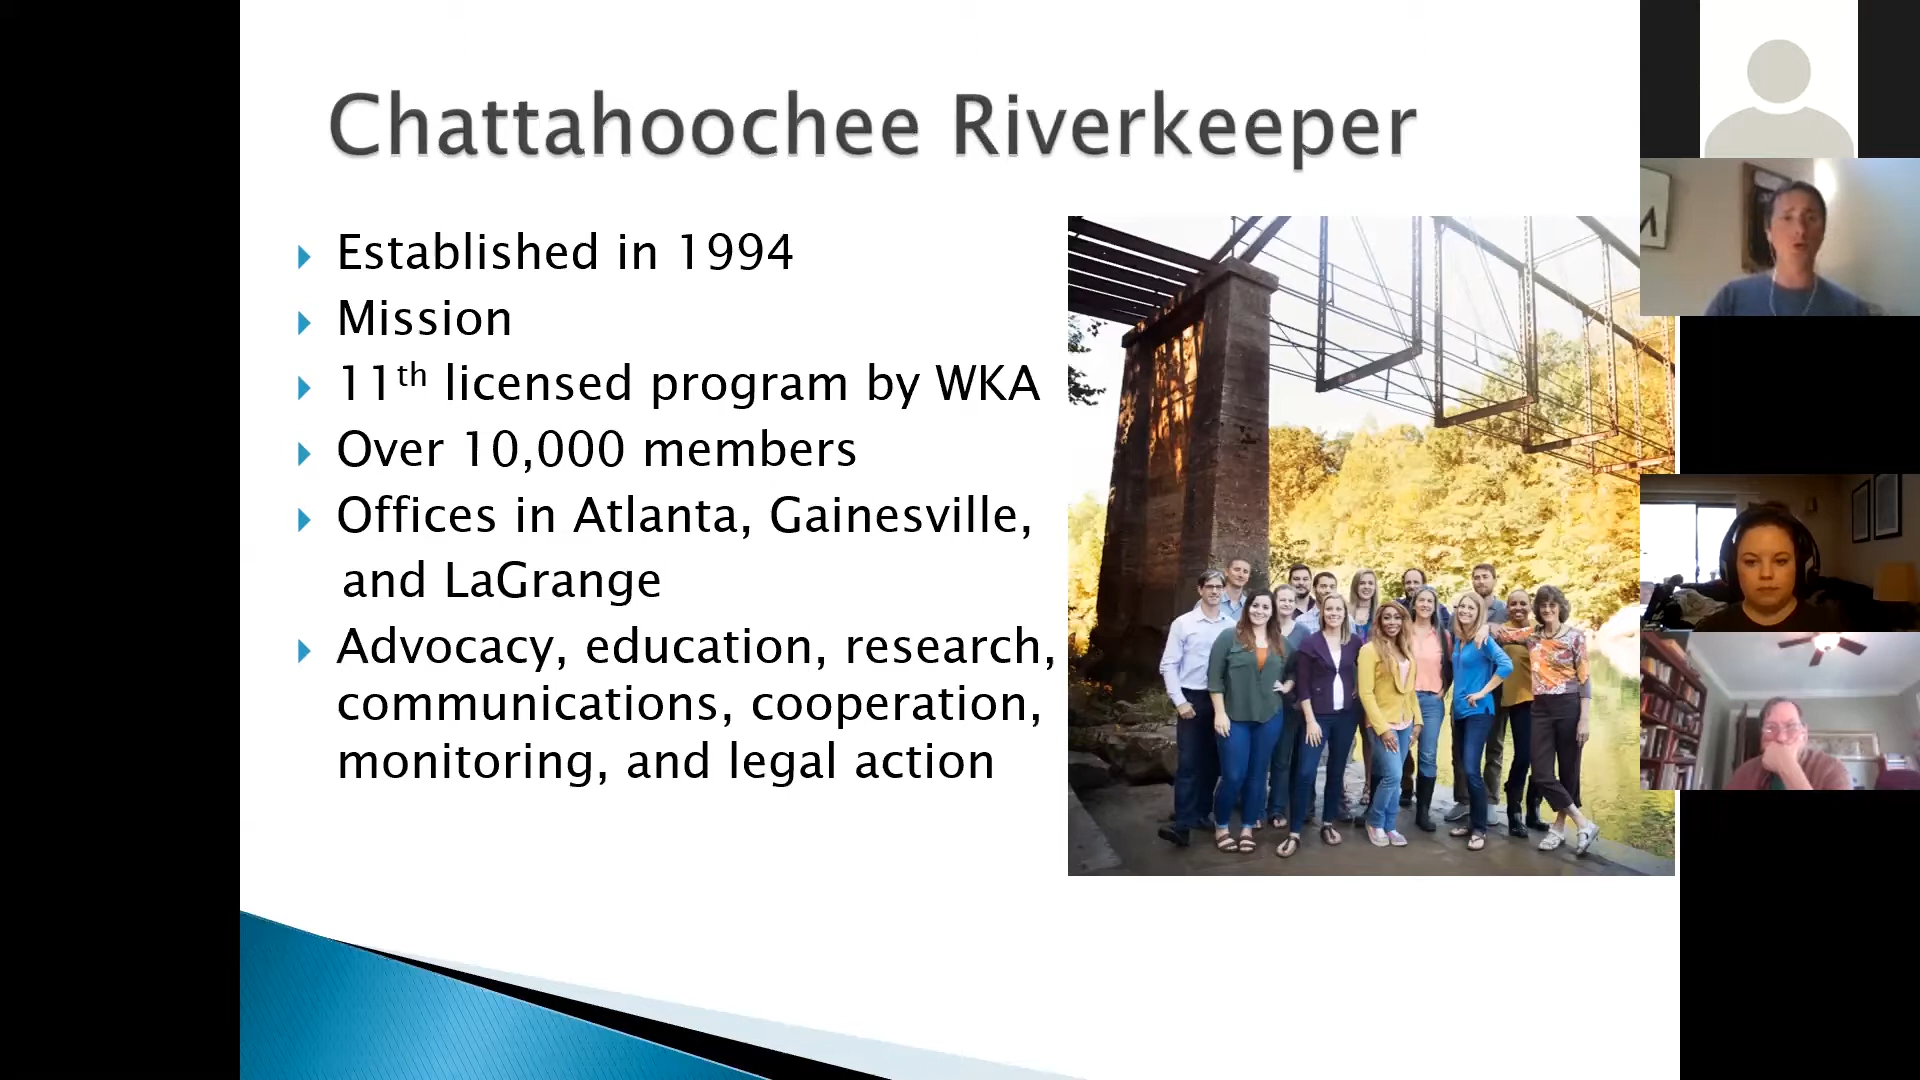 Chattahoochee Riverkeeper
Established in 1994
Mission
11th licensed program by WKA
Over 10,000 members
Offices in Atlanta, Gainesville,
and LaGrange
Advocacy, education, research,
communications, cooperation,
monitoring, and legal action